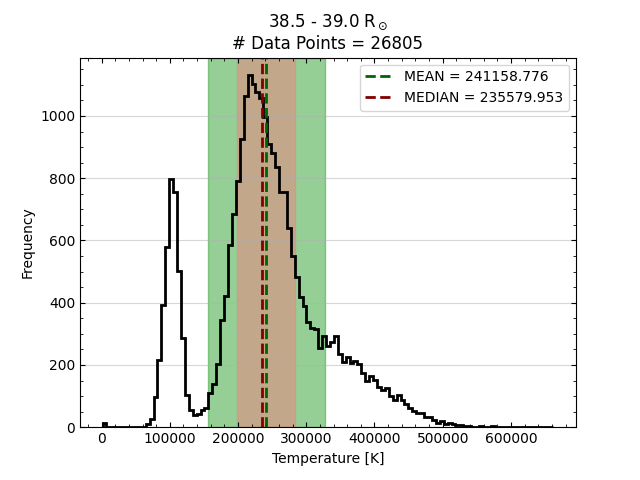 38.5 - 39.0 R⊙
# Data Points = 26805
MEAN = 241158.776
MEDIAN = 235579.953
Frequency
1000
800
600
400
200
0
0 100000 200000 300000 400000 500000 600000
Temperature [K]